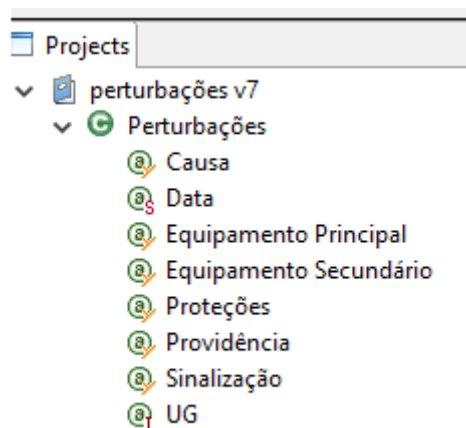 Projects
perturbações v7
Perturbações
Causa
Data
Equipamento Principal
Equipamento Secundário
Proteções
Providência
Sinalização
UG